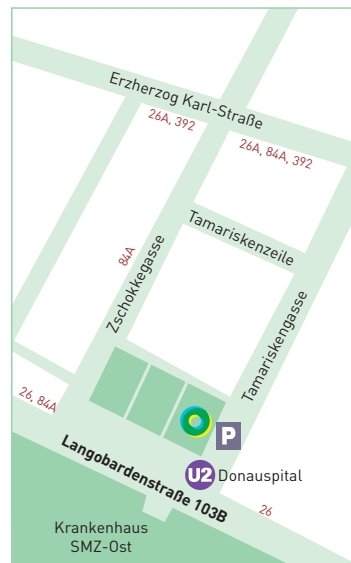 Erzherzog Karl-Straße
26A, 392
26A, 84A, 392
Tamariskenzeile
84A
Zschokkegasse
Tamariskengasse
26, 84A
P
Langobardenstraße 103B
U2 Donauspital
26
Krankenhaus
SMZ-Ost